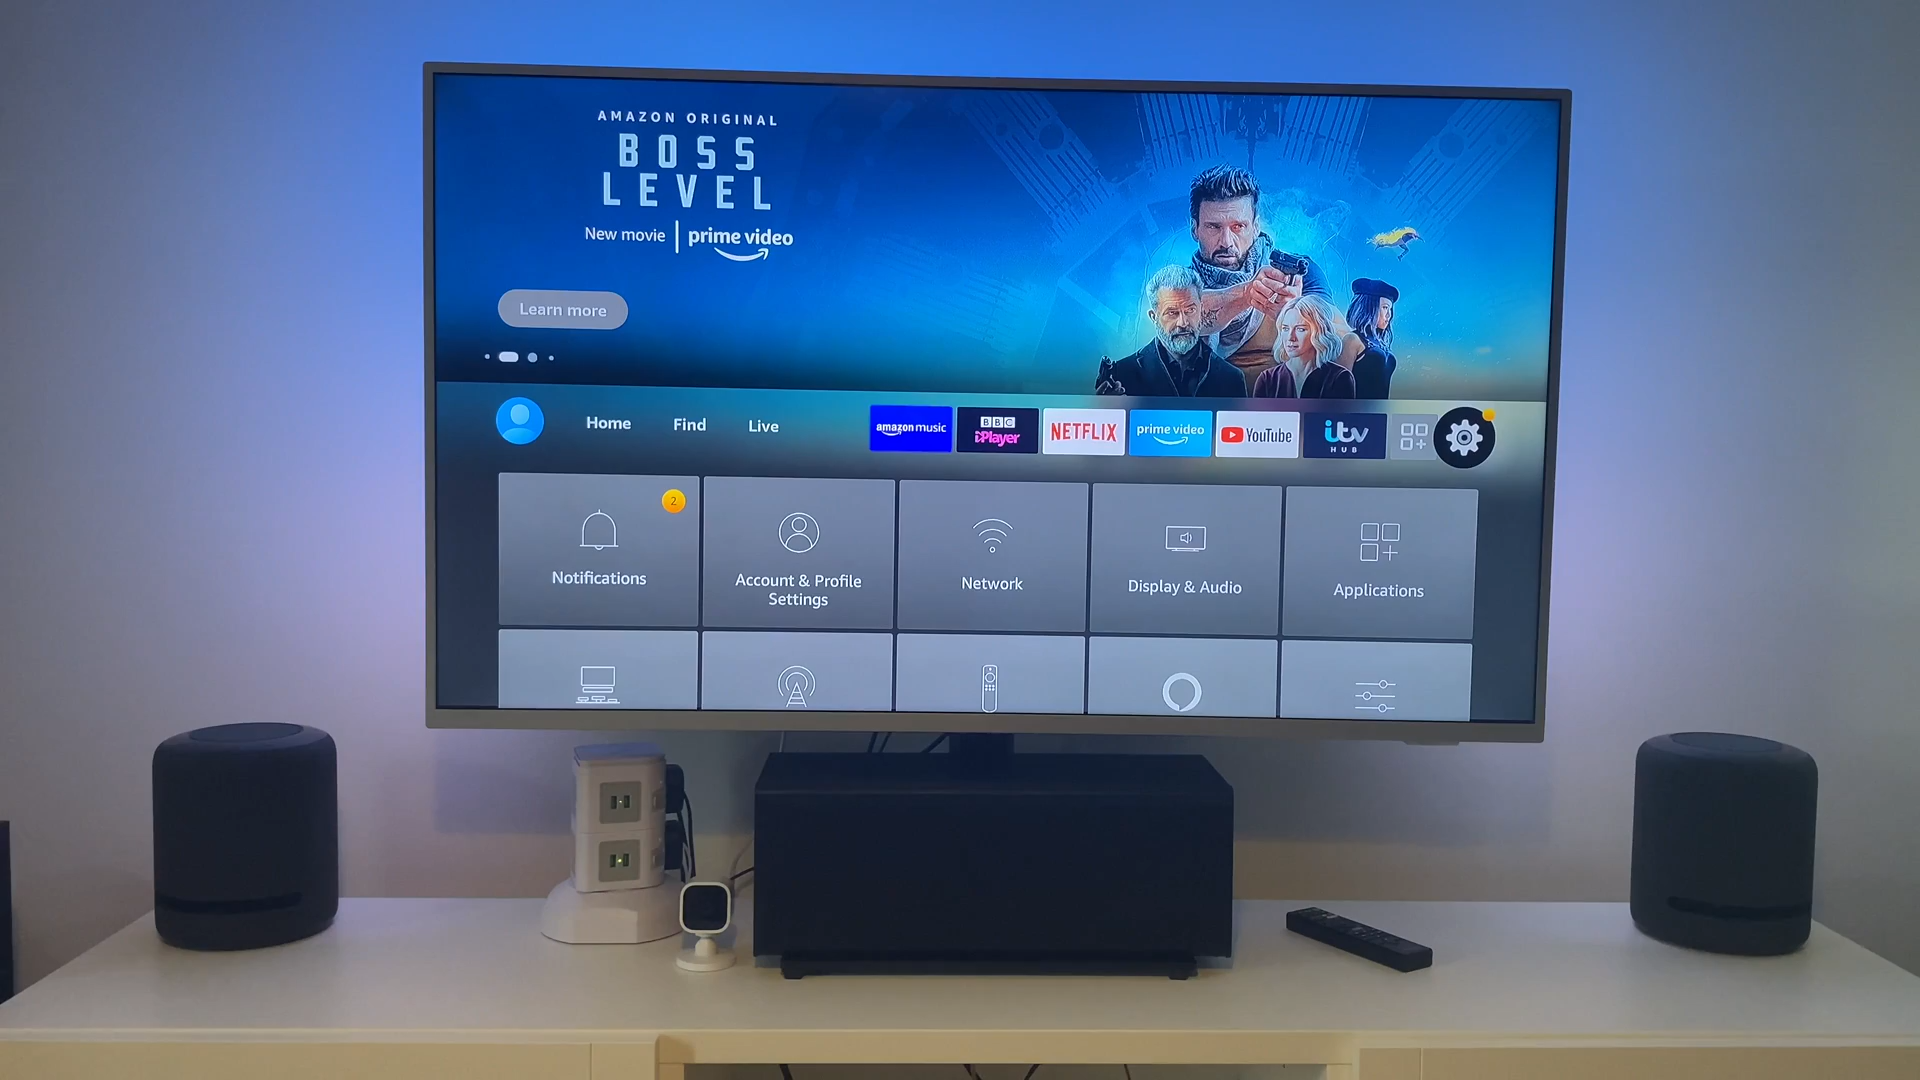 AMAZON ORIGINAL
BOSS
LEVEL
New movie | prime video
Learn more
Home Find Live amazon music BBC iPlayer NETFLIX prime video YouTube itv HUB
2
Notifications
Account & Profile
Settings
Network
Display & Audio
Applications